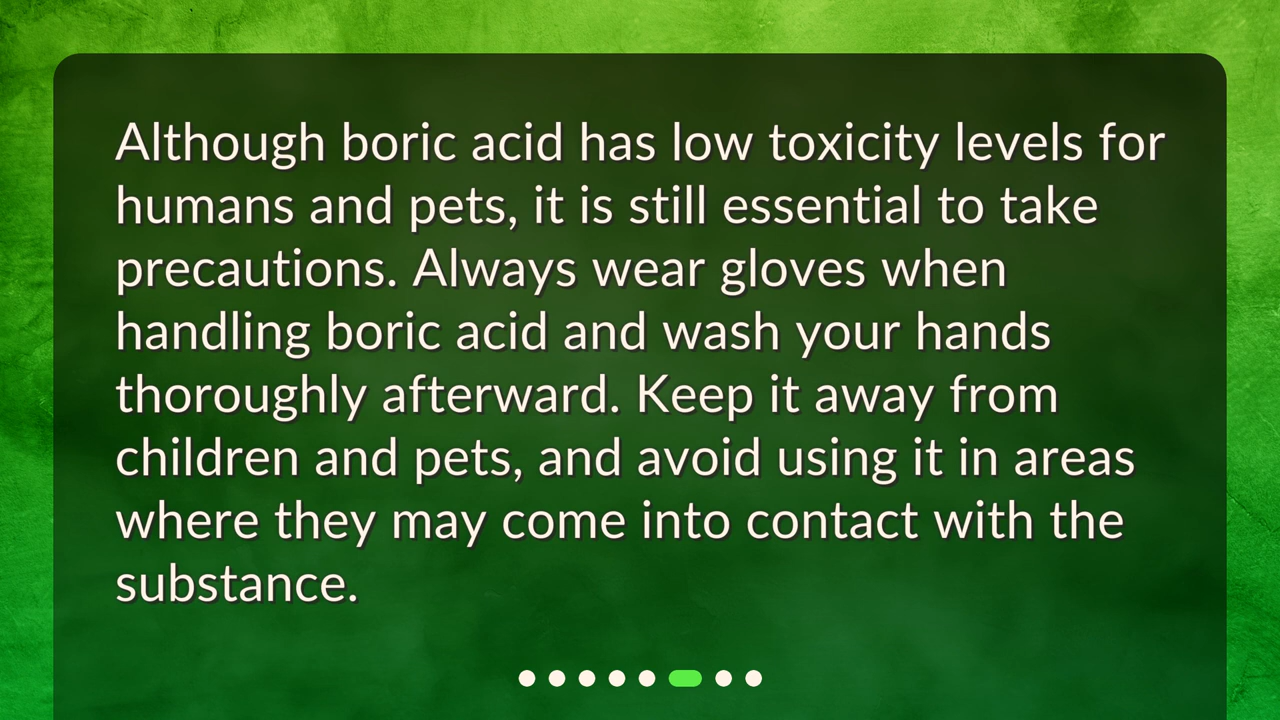 Although boric acid has low toxicity levels for
humans and pets, it is still essential to take
precautions. Always wear gloves when
handling boric acid and wash your hands
thoroughly afterward. Keep it away from
children and pets, and avoid using it in areas
where they may come into contact with the
substance.